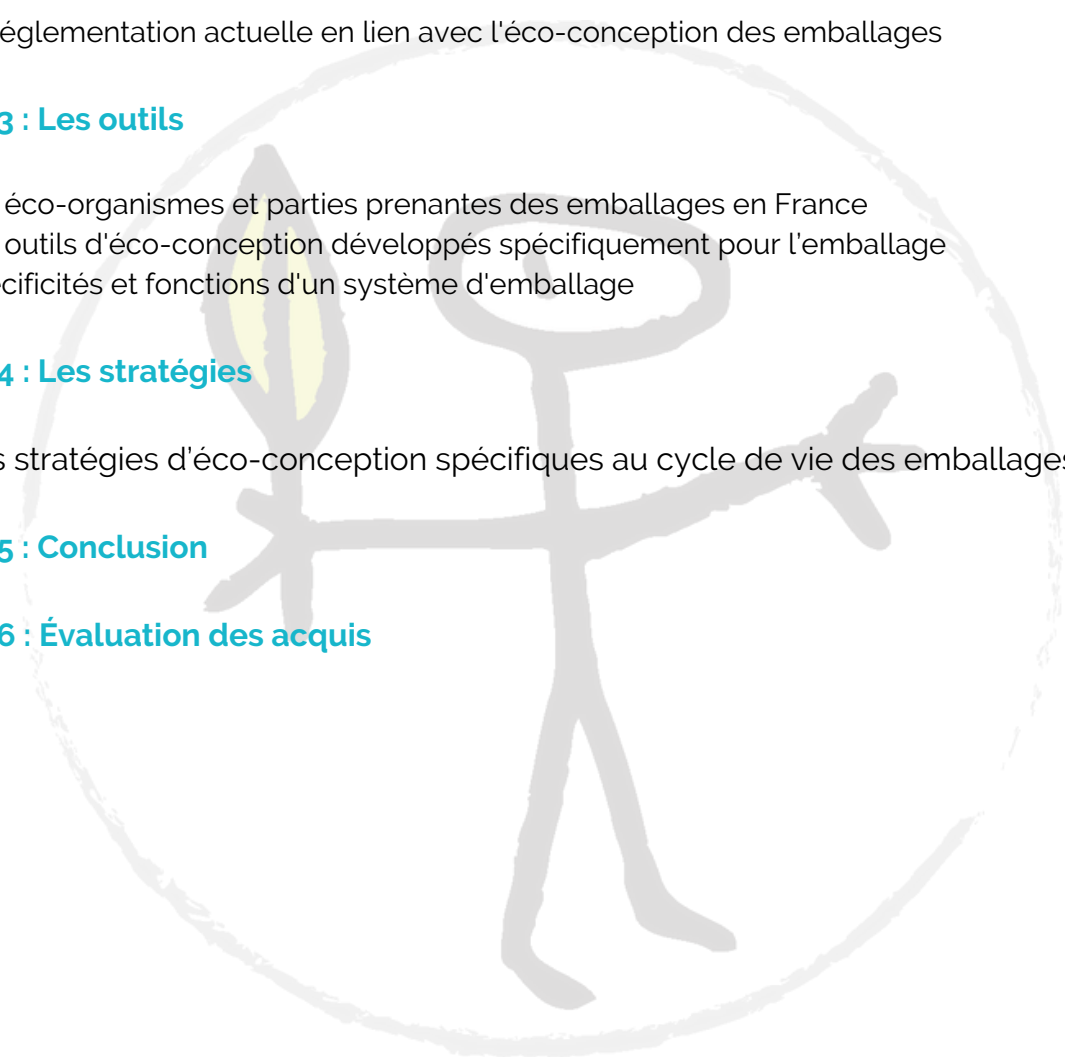 églementation actuelle en lien avec l'éco-conception des emballages
3 : Les outils
éco-organismes et parties prenantes des emballages en France
outils d'éco-conception développés spécifiquement pour l’emballage
cificités et fonctions d'un système d'emballage
4 : Les stratégies
s stratégies d’éco-conception spécifiques au cycle de vie des emballages
5 : Conclusion
6 : Évaluation des acquis